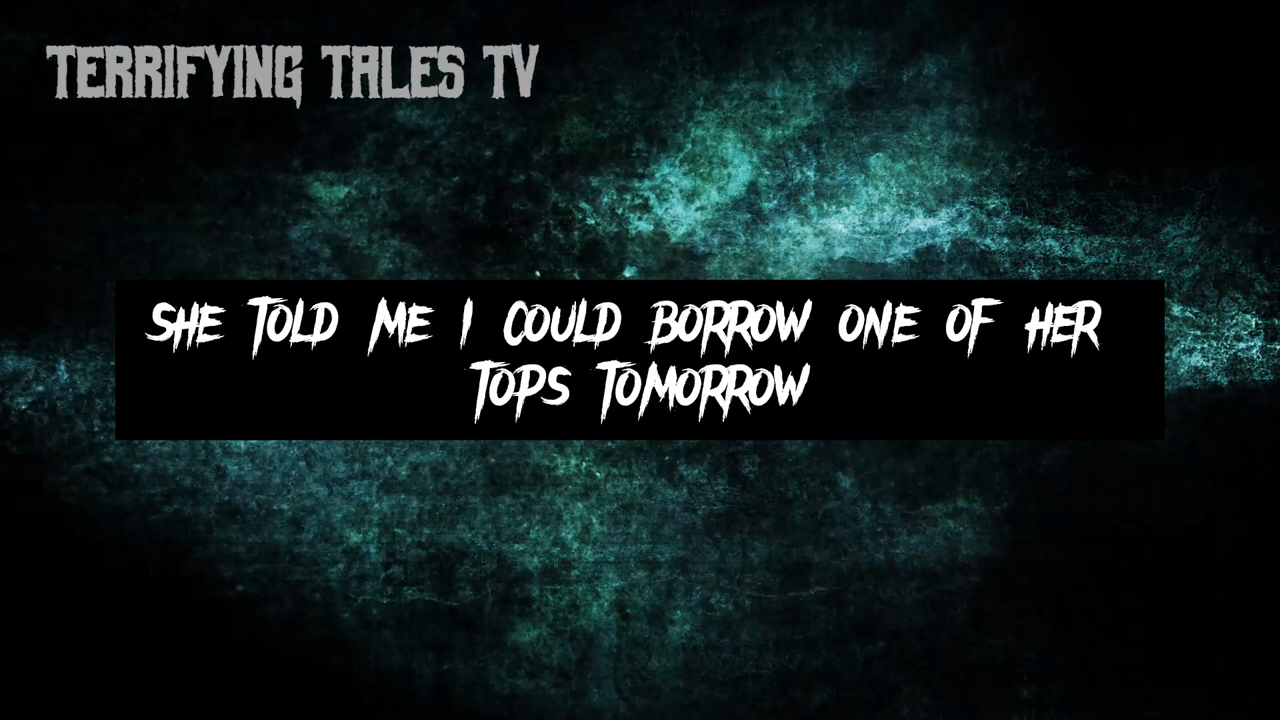 TERRIFYING TALES TV
SHE TOLD ME I COULD BORROW ONE OF HER
TOPS TOMORROW